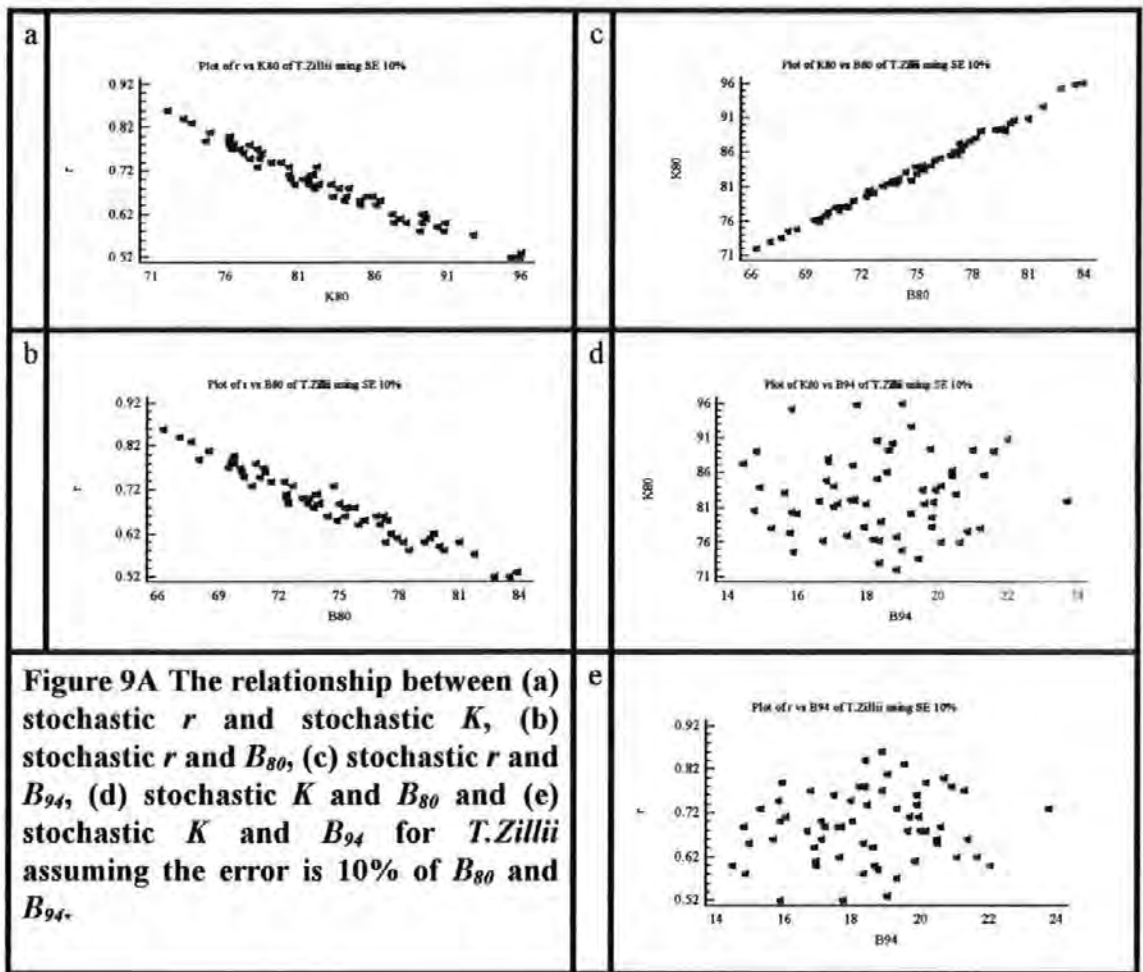 a
Plot of r vs K80 of T.Zillii using SE 10%
0.92
0.82
0.72
0.62
0.52
r
71 76 81 86 91 96
K80
b
Plot of r vs B80 of T.Zillii using SE 10%
0.92
0.82
0.72
0.62
0.52
r
66 69 72 75 78 81 84
B80
Figure 9A The relationship between (a)
stochastic r and stochastic K, (b)
stochastic r and B80, (c) stochastic r and
B94, (d) stochastic K and B80 and (e)
stochastic K and B94 for T.Zillii
assuming the error is 10% of B80 and
B94.
c
Plot of K80 vs B80 of T.Zillii using SE 10%
96
91
86
81
76
71
K80
66 69 72 75 78 81 84
B80
d
Plot of K80 vs B94 of T.Zillii using SE 10%
96
91
86
81
76
71
K80
14 16 18 20 22
B94
e
Plot of r vs B94 of T.Zillii using SE 10%
0.92
0.82
0.72
0.62
0.52
r
14 16 18 20 22 24
B94